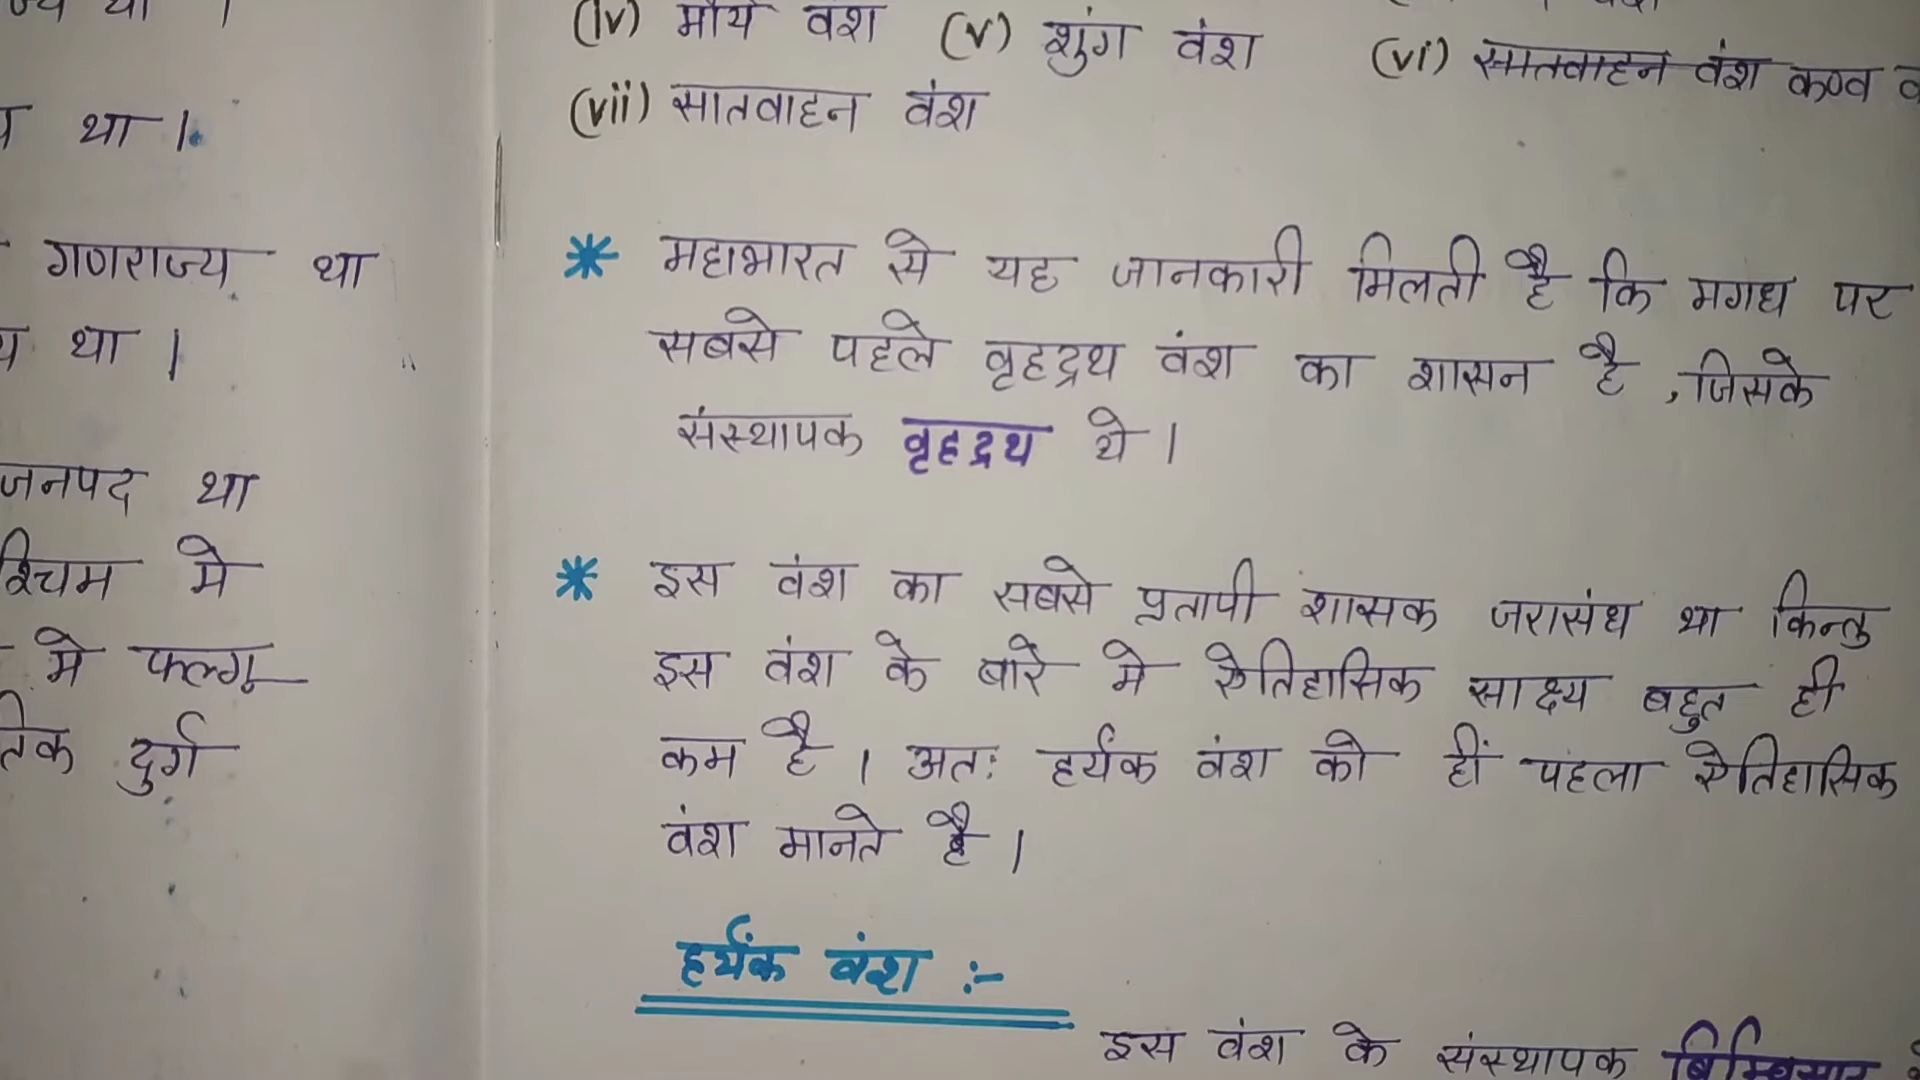 था ।
गणराज्य था
था ।
जनपद था
मे
मे फल्गू
दुर्ग
(iv) मौर्य वंश (v) शुंग वंश (vi) सातवाहन वंश कण्व
(vii) सातवाहन वंश
* महाभारत से यह जानकारी मिलती है कि मगध पर
सबसे पहले वृहद्रथ वंश का शासन है , जिसके
संस्थापक वृहद्रथ थे ।
* इस वंश का सबसे प्रतापी शासक जरासंध था किन्तु
इस वंश के बारे मे ऐतिहासिक साक्ष्य बहुत ही
कम है । अतः हर्यक वंश को हीं पहला ऐतिहासिक
वंश मानते है ।
हर्यंक वंश :-
इस वंश के संस्थापक बिम्बिसार